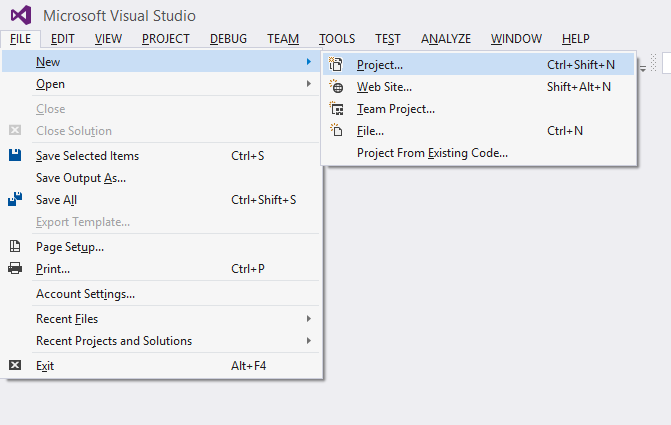 Microsoft Visual Studio
FILE EDIT VIEW PROJECT DEBUG TEAM TOOLS TEST ANALYZE WINDOW HELP
New
Open
Close
Close Solution
Save Selected Items Ctrl+S
Save Output As...
Save All Ctrl+Shift+S
Export Template...
Page Setup...
Print... Ctrl+P
Account Settings...
Recent Files
Recent Projects and Solutions
Exit Alt+F4
Project... Ctrl+Shift+N
Web Site... Shift+Alt+N
Team Project...
File... Ctrl+N
Project From Existing Code...